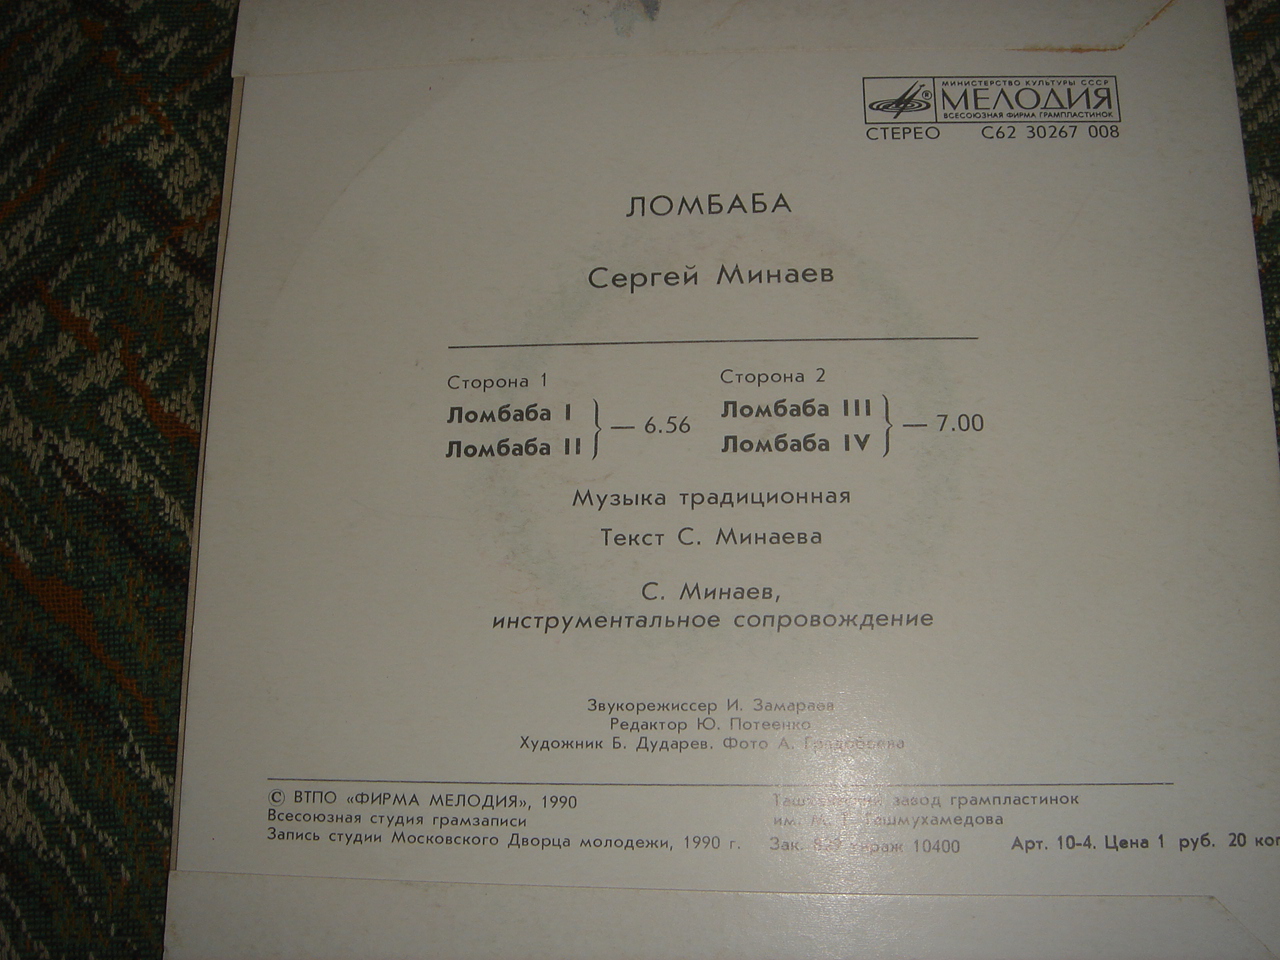 МИНИСТЕРСТВО КУЛЬТУРЫ СССР
МЕЛОДИЯ
ВСЕСОЮЗНАЯ ФИРМА ГРАМПЛАСТИНОК
®
СТЕРЕО С62 30267 008
ЛОМБАБА
Сергей Минаев
Сторона 1
Ломбаба I
Ломбаба II
} — 6.56
Сторона 2
Ломбаба III
Ломбаба IV
} — 7.00
Музыка традиционная
Текст С. Минаева
С. Минаев,
инструментальное сопровождение
Звукорежиссер И. Замараев
Редактор Ю. Потеенко
Художник Б. Дударев. Фото А.
© ВТПО «ФИРМА МЕЛОДИЯ», 1990
Всесоюзная студия грамзаписи
Запись студии Московского Дворца молодежи, 1990 г.
Ташкентский завод грампластинок
им. М. Т. Ташмухамедова
Зак. тираж 10400 Арт. 10-4. Цена 1 руб. 20 коп